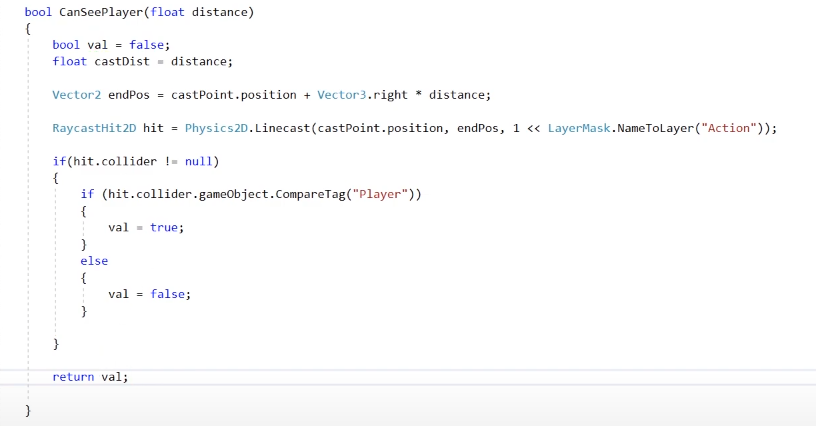 bool CanSeePlayer(float distance)
{
bool val = false;
float castDist = distance;
Vector2 endPos = castPoint.position + Vector3.right * distance;
RaycastHit2D hit = Physics2D.Linecast(castPoint.position, endPos, 1 << LayerMask.NameToLayer("Action"));
if(hit.collider != null)
{
if (hit.collider.gameObject.CompareTag("Player"))
{
val = true;
}
else
{
val = false;
}
}
return val;
}